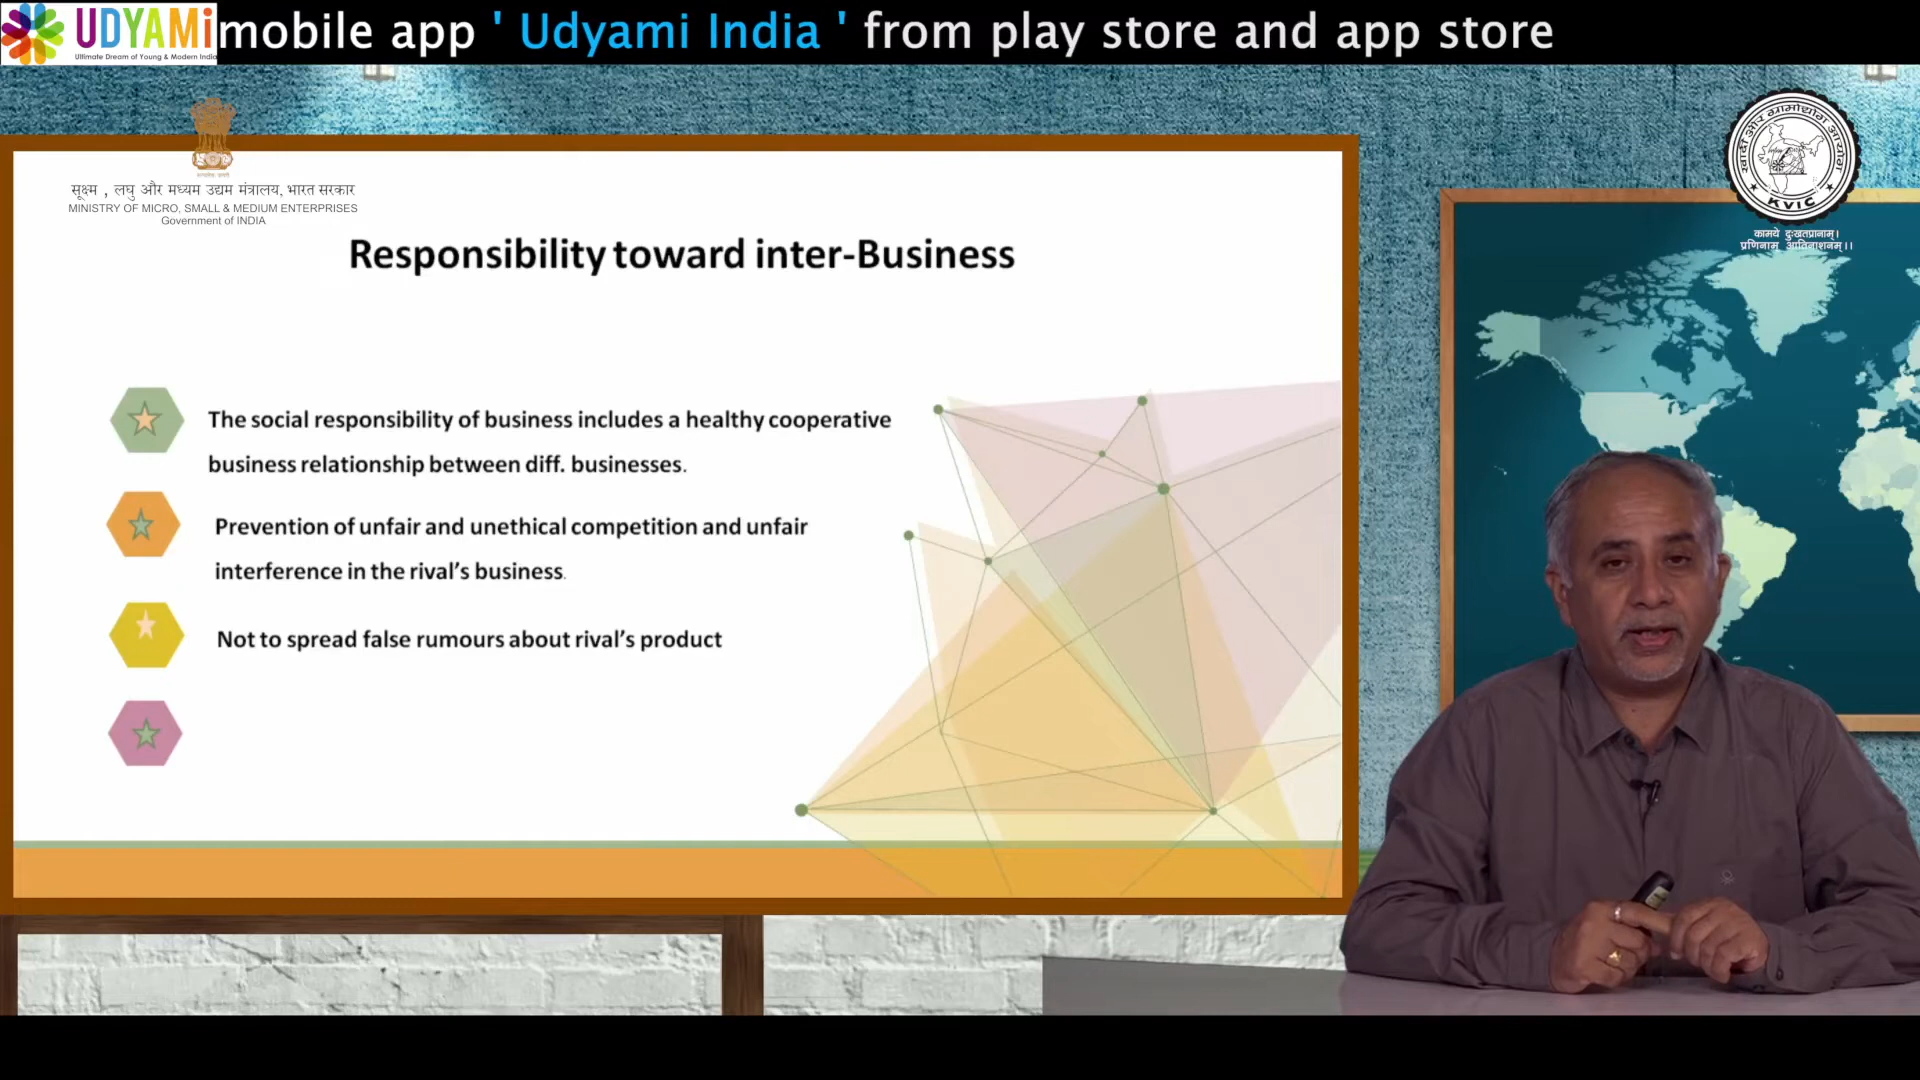 UDYAMi mobile app ' Udyami India ' from play store and app store
Ultimate Dream of Young & Modern India
सूक्ष्म , लघु और मध्यम उद्यम मंत्रालय, भारत सरकार
MINISTRY OF MICRO, SMALL & MEDIUM ENTERPRISES
Government of INDIA
खादी और ग्रामोद्योग आयोग
KVIC
Responsibility toward inter-Business
The social responsibility of business includes a healthy cooperative
business relationship between diff. businesses.
Prevention of unfair and unethical competition and unfair
interference in the rival's business.
Not to spread false rumours about rival's product